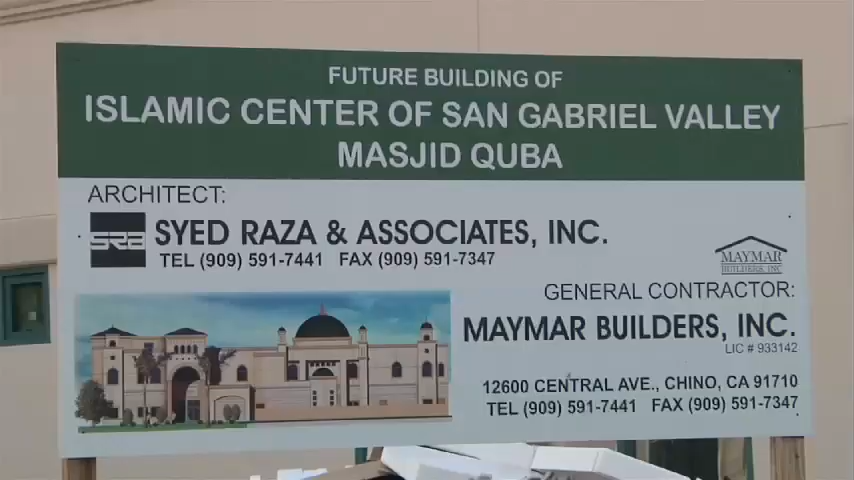 FUTURE BUILDING OF
ISLAMIC CENTER OF SAN GABRIEL VALLEY
MASJID QUBA
ARCHITECT:
SRA SYED RAZA & ASSOCIATES, INC.
TEL (909) 591-7441 FAX (909) 591-7347
MAYMAR
BUILDERS, INC
GENERAL CONTRACTOR:
MAYMAR BUILDERS, INC.
LIC # 933142
12600 CENTRAL AVE., CHINO, CA 91710
TEL (909) 591-7441 FAX (909) 591-7347